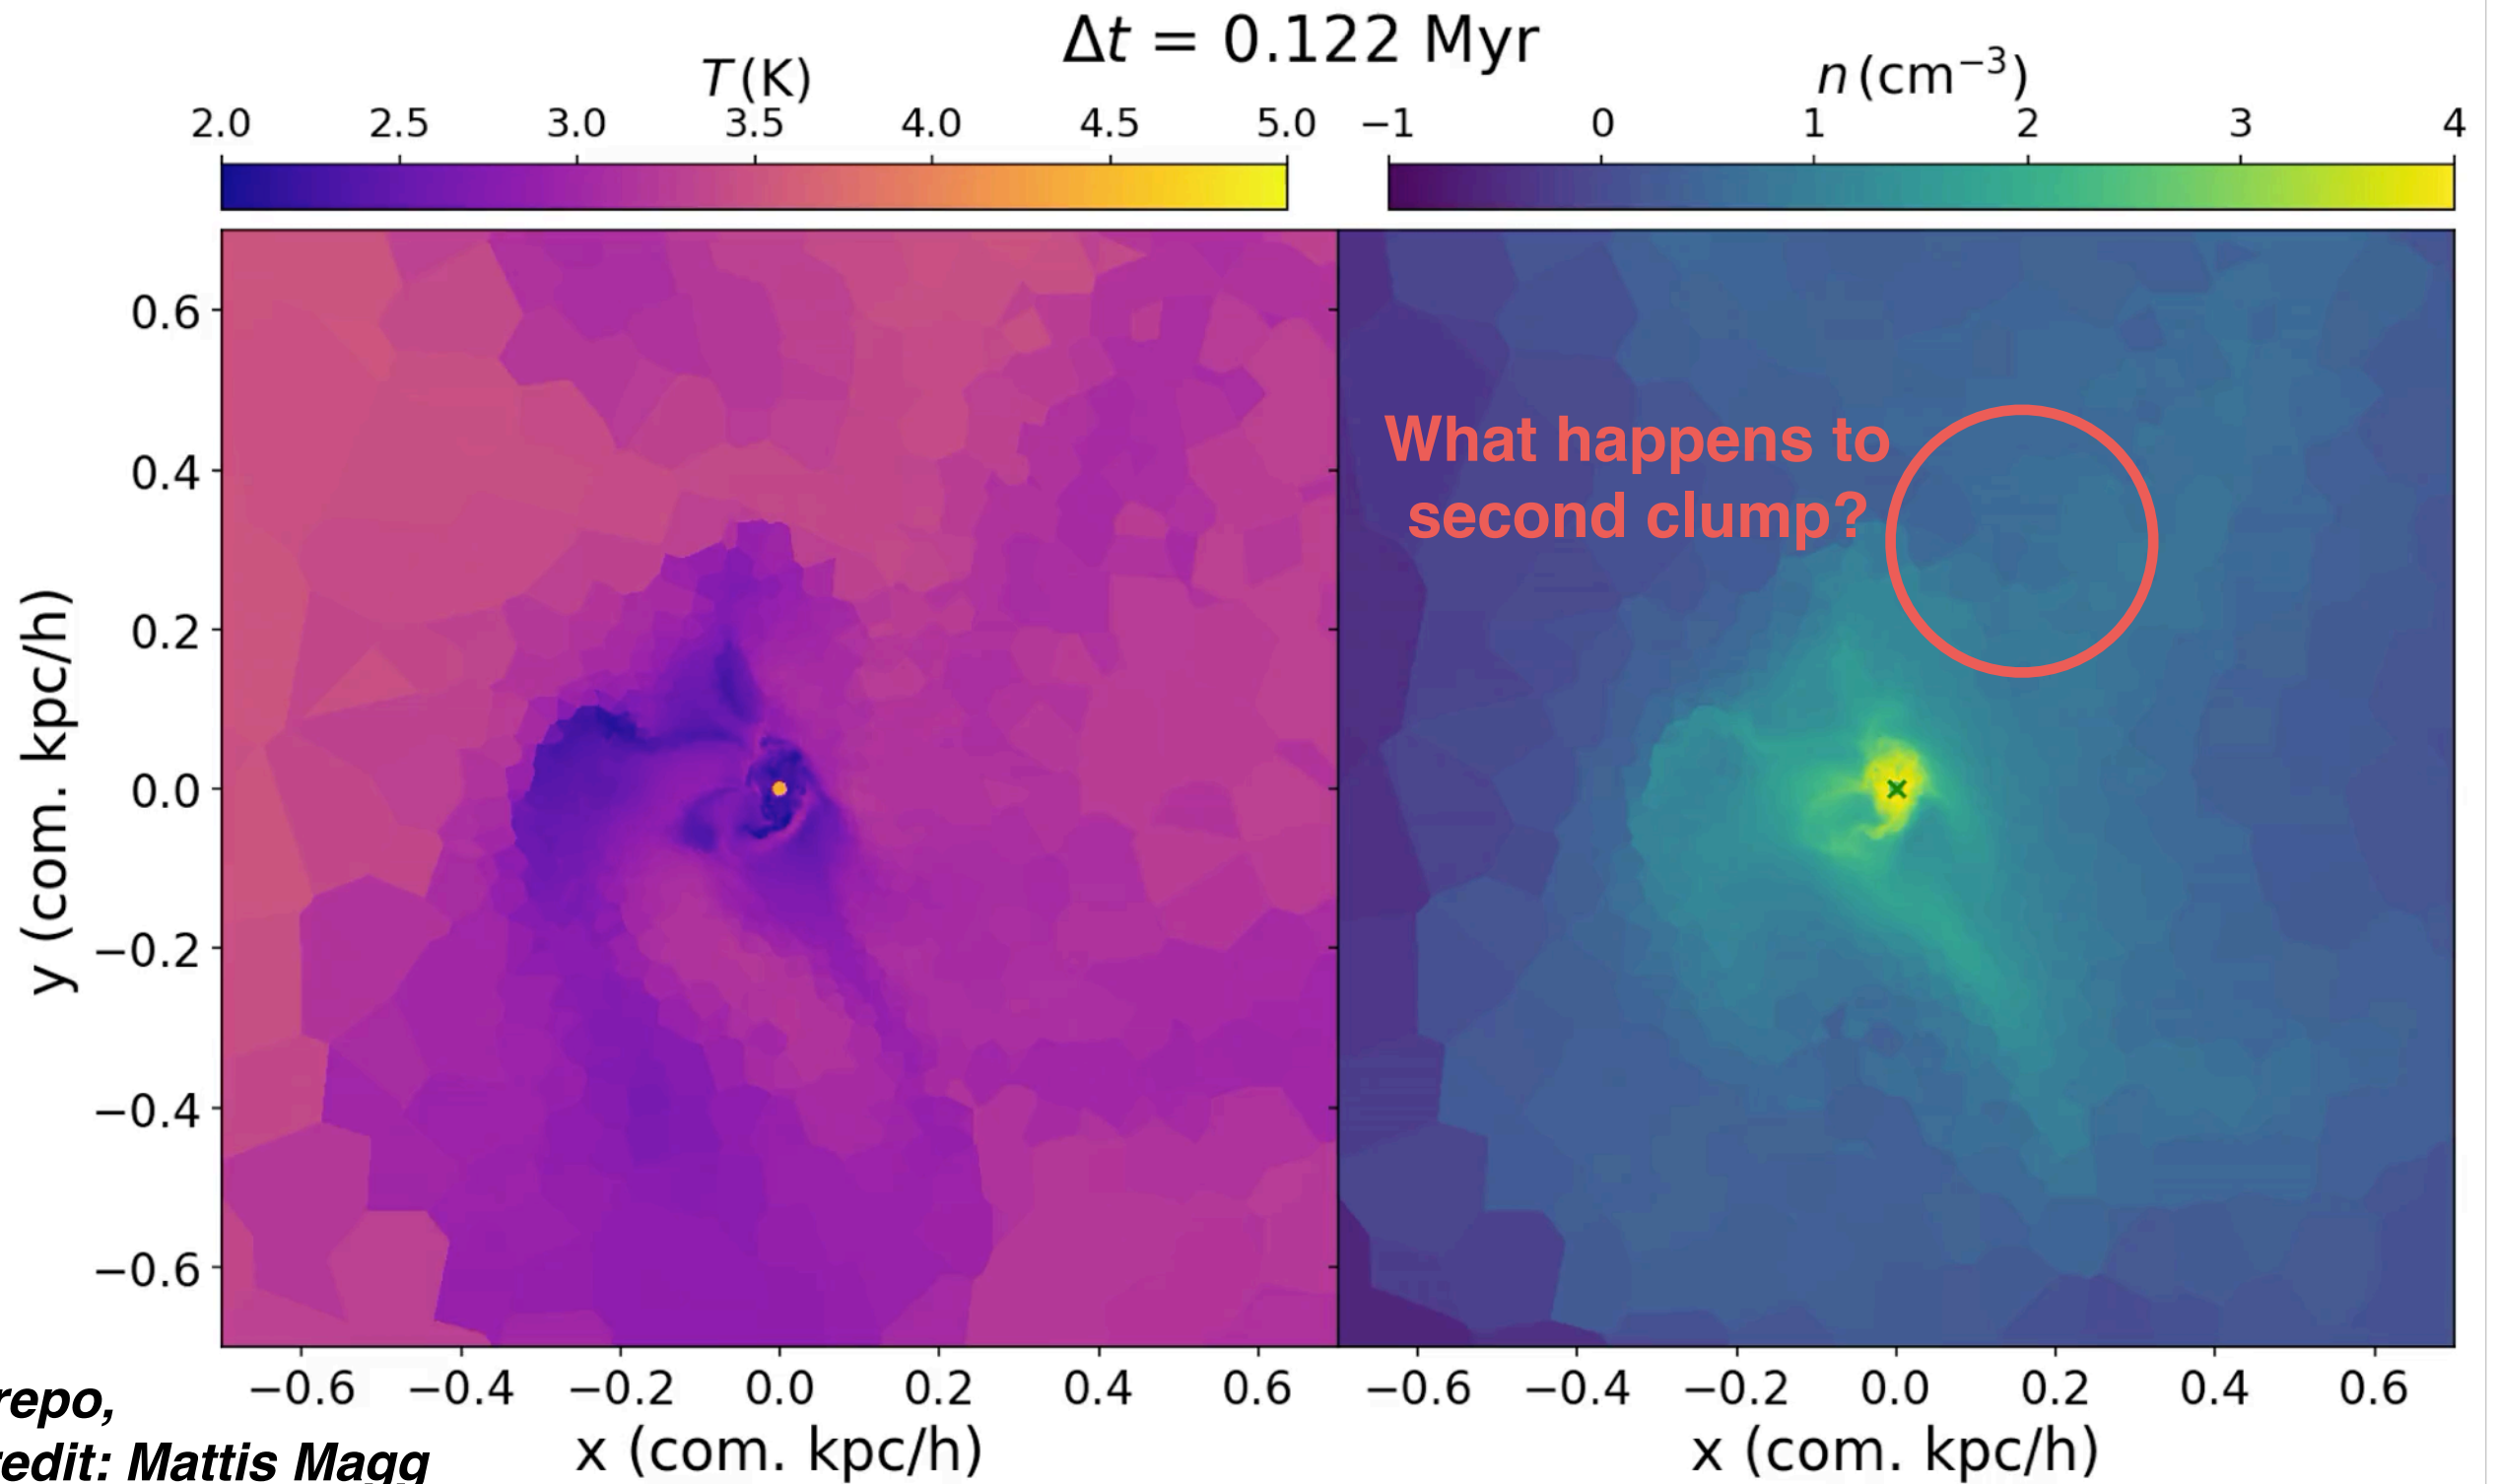 Δt = 0.122 Myr
T (K)
n (cm⁻³)
2.0 2.5 3.0 3.5 4.0 4.5 5.0
−1 0 1 2 3 4
What happens to
second clump?
y (com. kpc/h)
0.6
0.4
0.2
0.0
−0.2
−0.4
−0.6
−0.6 −0.4 −0.2 0.0 0.2 0.4 0.6
−0.6 −0.4 −0.2 0.0 0.2 0.4 0.6
x (com. kpc/h)
x (com. kpc/h)
repo,
redit: Mattis Magg